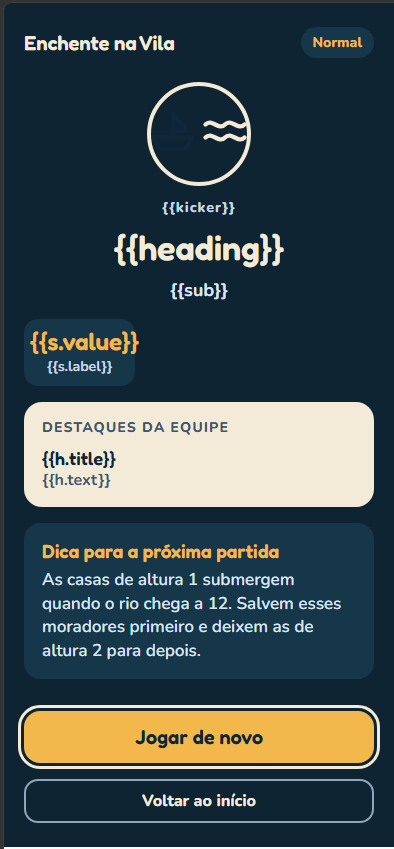 Enchente na Vila
Normal
{{kicker}}
{{heading}}
{{sub}}
{{s.value}}
{{s.label}}
DESTAQUES DA EQUIPE
{{h.title}}
{{h.text}}
Dica para a próxima partida
As casas de altura 1 submergem
quando o rio chega a 12. Salvem esses
moradores primeiro e deixem as de
altura 2 para depois.
Jogar de novo
Voltar ao início